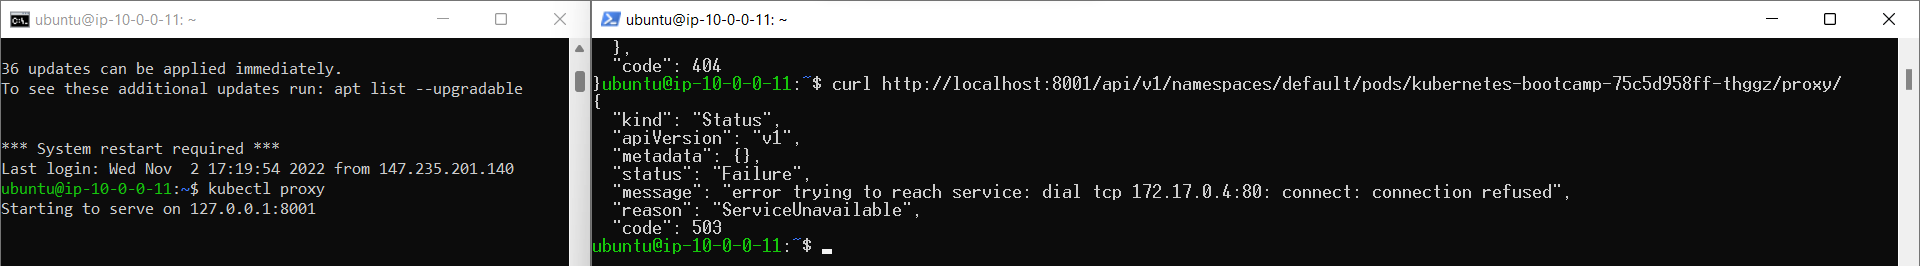 ubuntu@ip-10-0-0-11: ~
36 updates can be applied immediately.
To see these additional updates run: apt list --upgradable
*** System restart required ***
Last login: Wed Nov  2 17:19:54 2022 from 147.235.201.140
ubuntu@ip-10-0-0-11:~$ kubectl proxy
Starting to serve on 127.0.0.1:8001
ubuntu@ip-10-0-0-11: ~
  },
  "code": 404
}ubuntu@ip-10-0-0-11:~$ curl http://localhost:8001/api/v1/namespaces/default/pods/kubernetes-bootcamp-75c5d958ff-thggz/proxy/
{
  "kind": "Status",
  "apiVersion": "v1",
  "metadata": {},
  "status": "Failure",
  "message": "error trying to reach service: dial tcp 172.17.0.4:80: connect: connection refused",
  "reason": "ServiceUnavailable",
  "code": 503
ubuntu@ip-10-0-0-11:~$